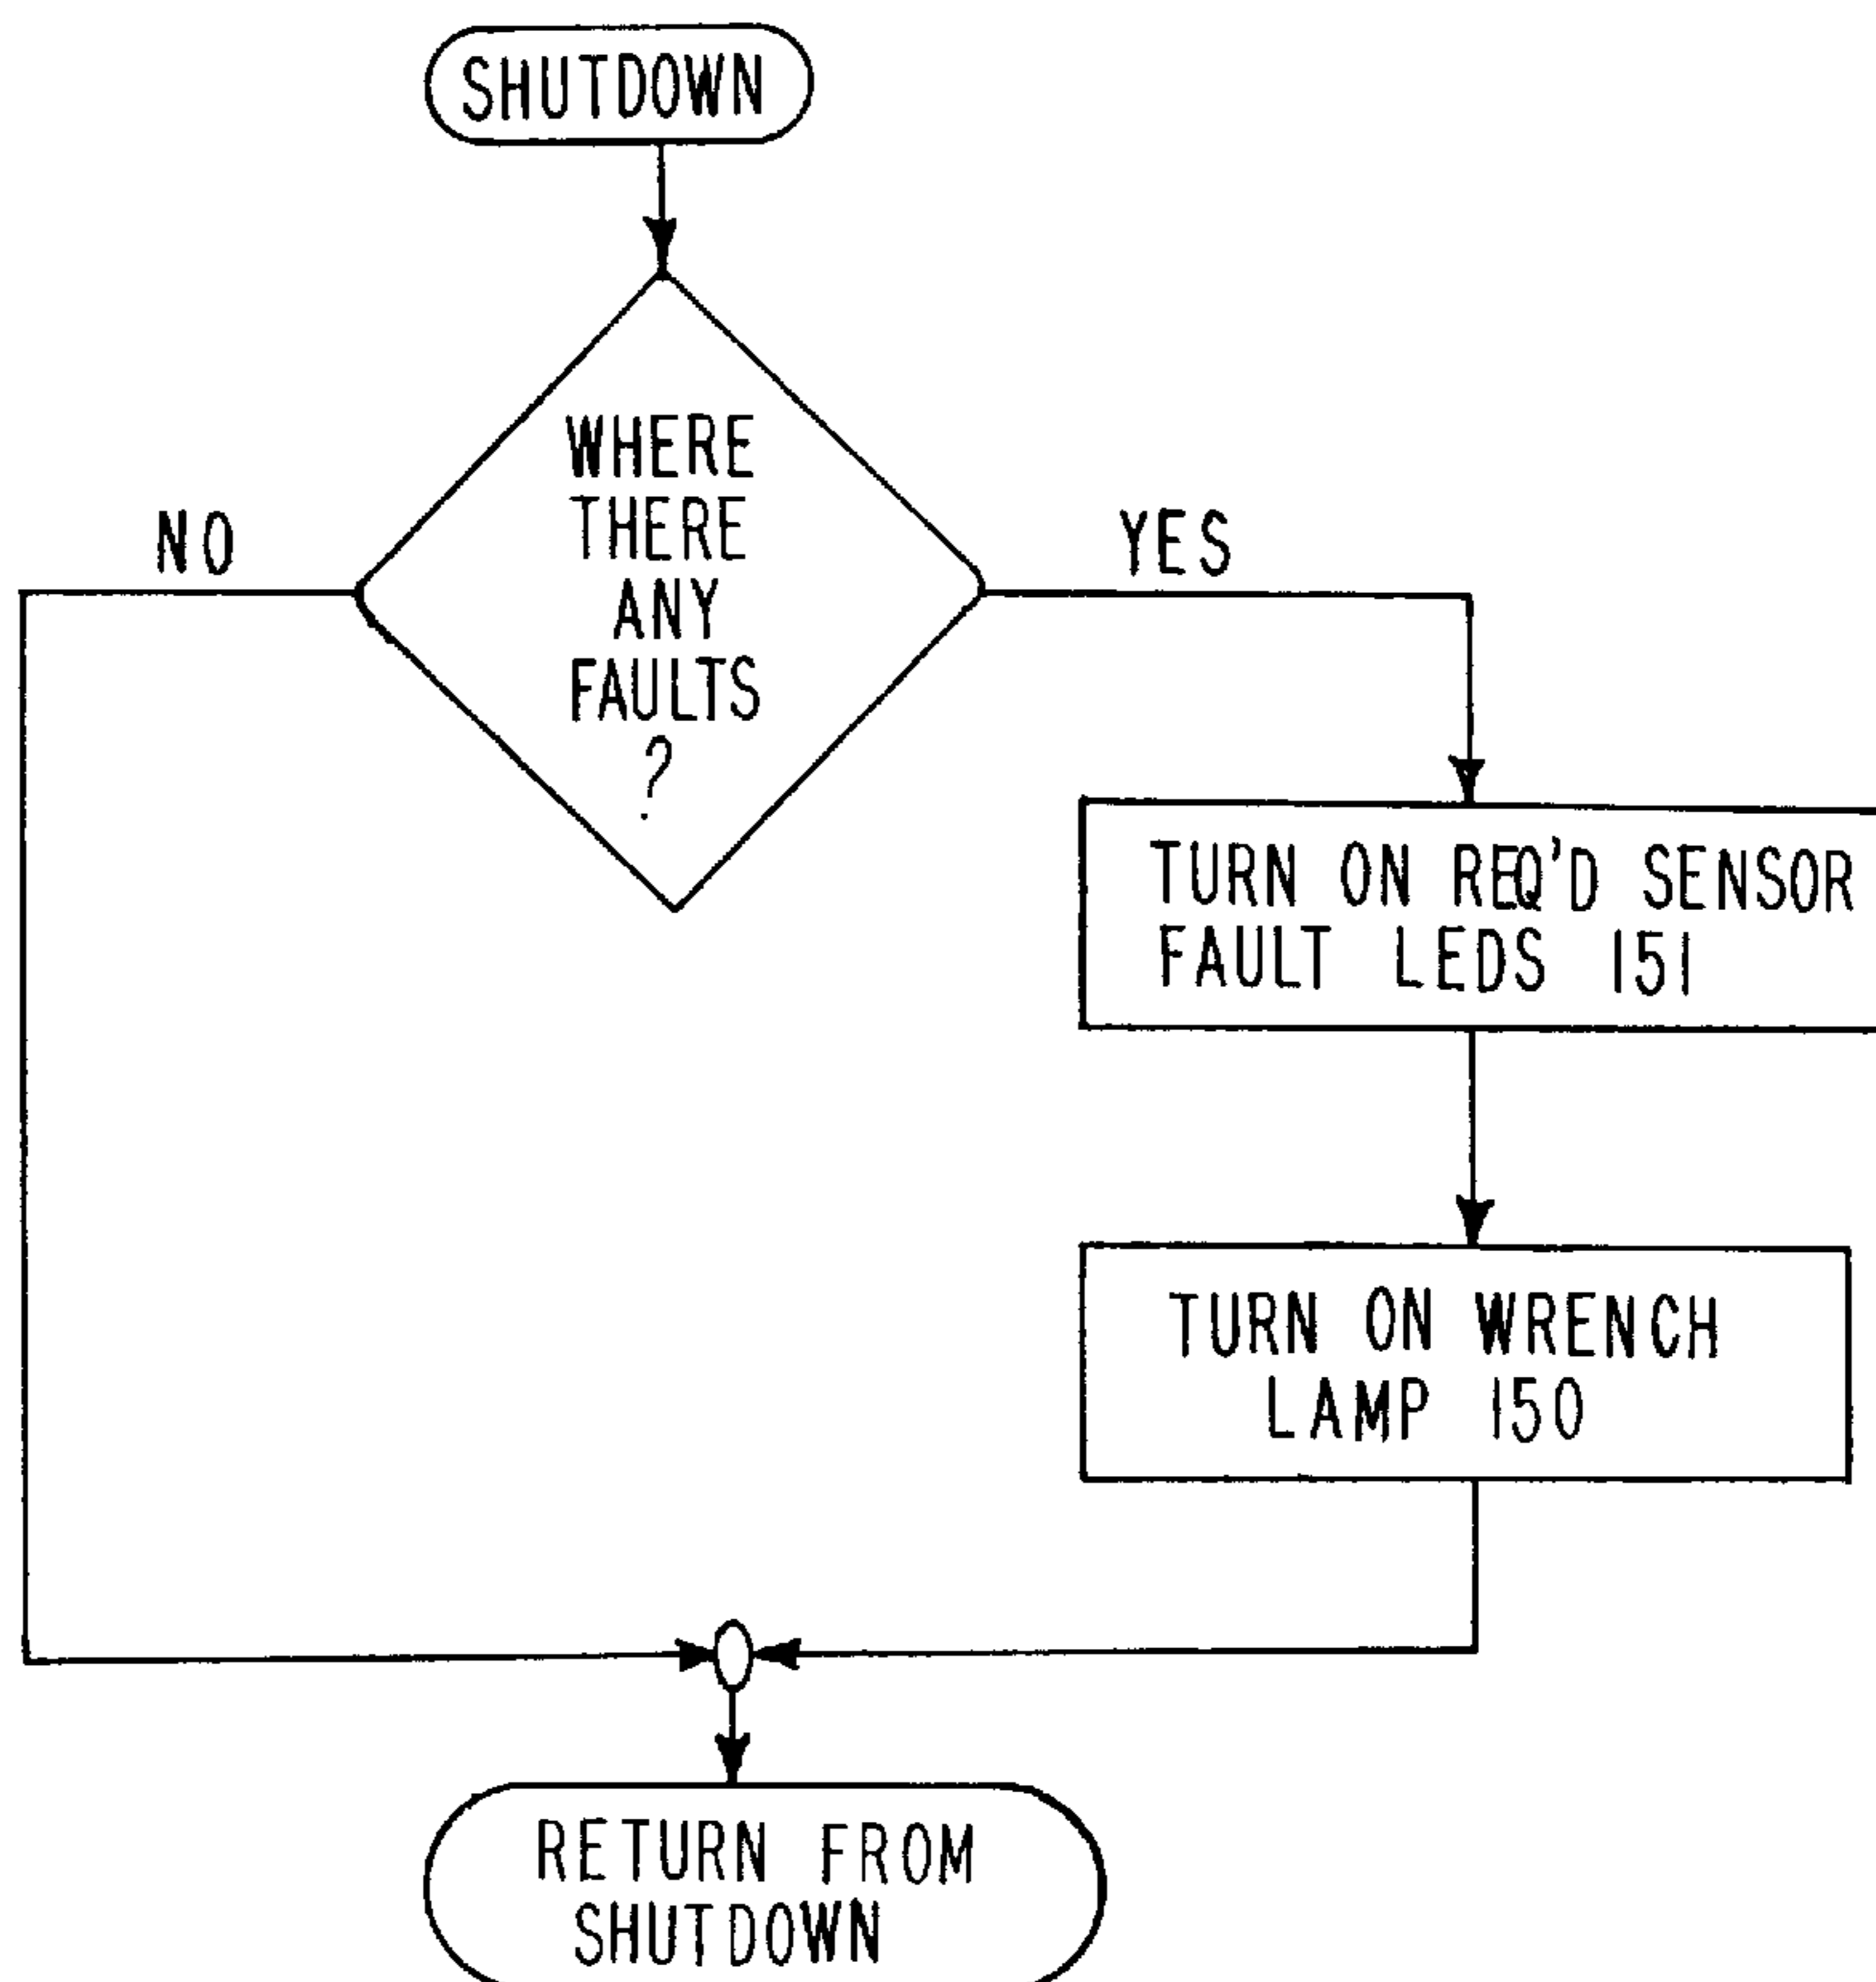 SHUTDOWN
WHERE
THERE
ANY
FAULTS
?
NO
YES
TURN ON REQ'D SENSOR
FAULT LEDS 151
TURN ON WRENCH
LAMP 150
RETURN FROM
SHUTDOWN